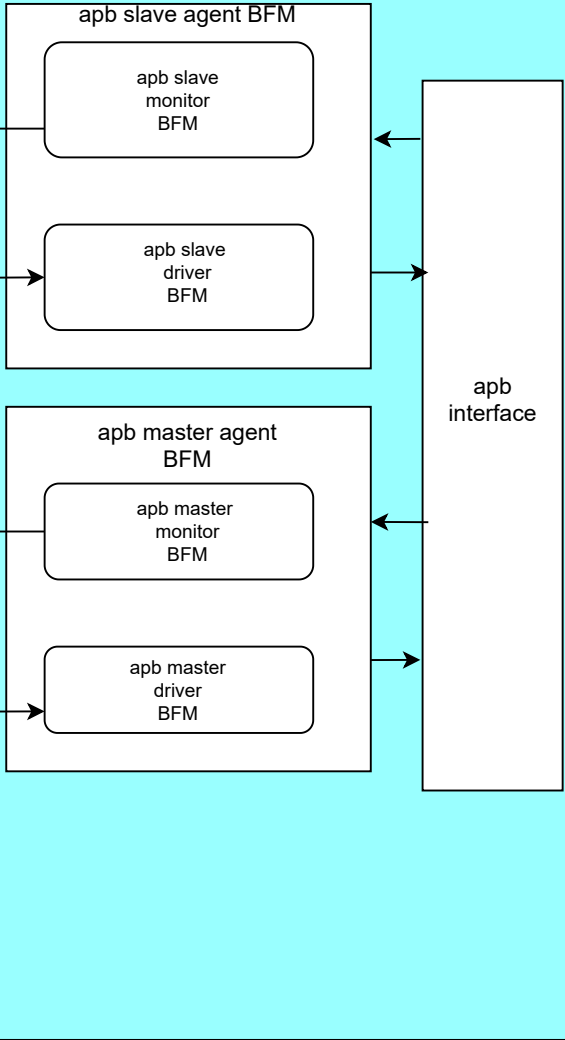 apb slave agent BFM
apb slave
monitor
BFM
apb slave
driver
BFM
apb
interface
apb master agent
BFM
apb master
monitor
BFM
apb master
driver
BFM